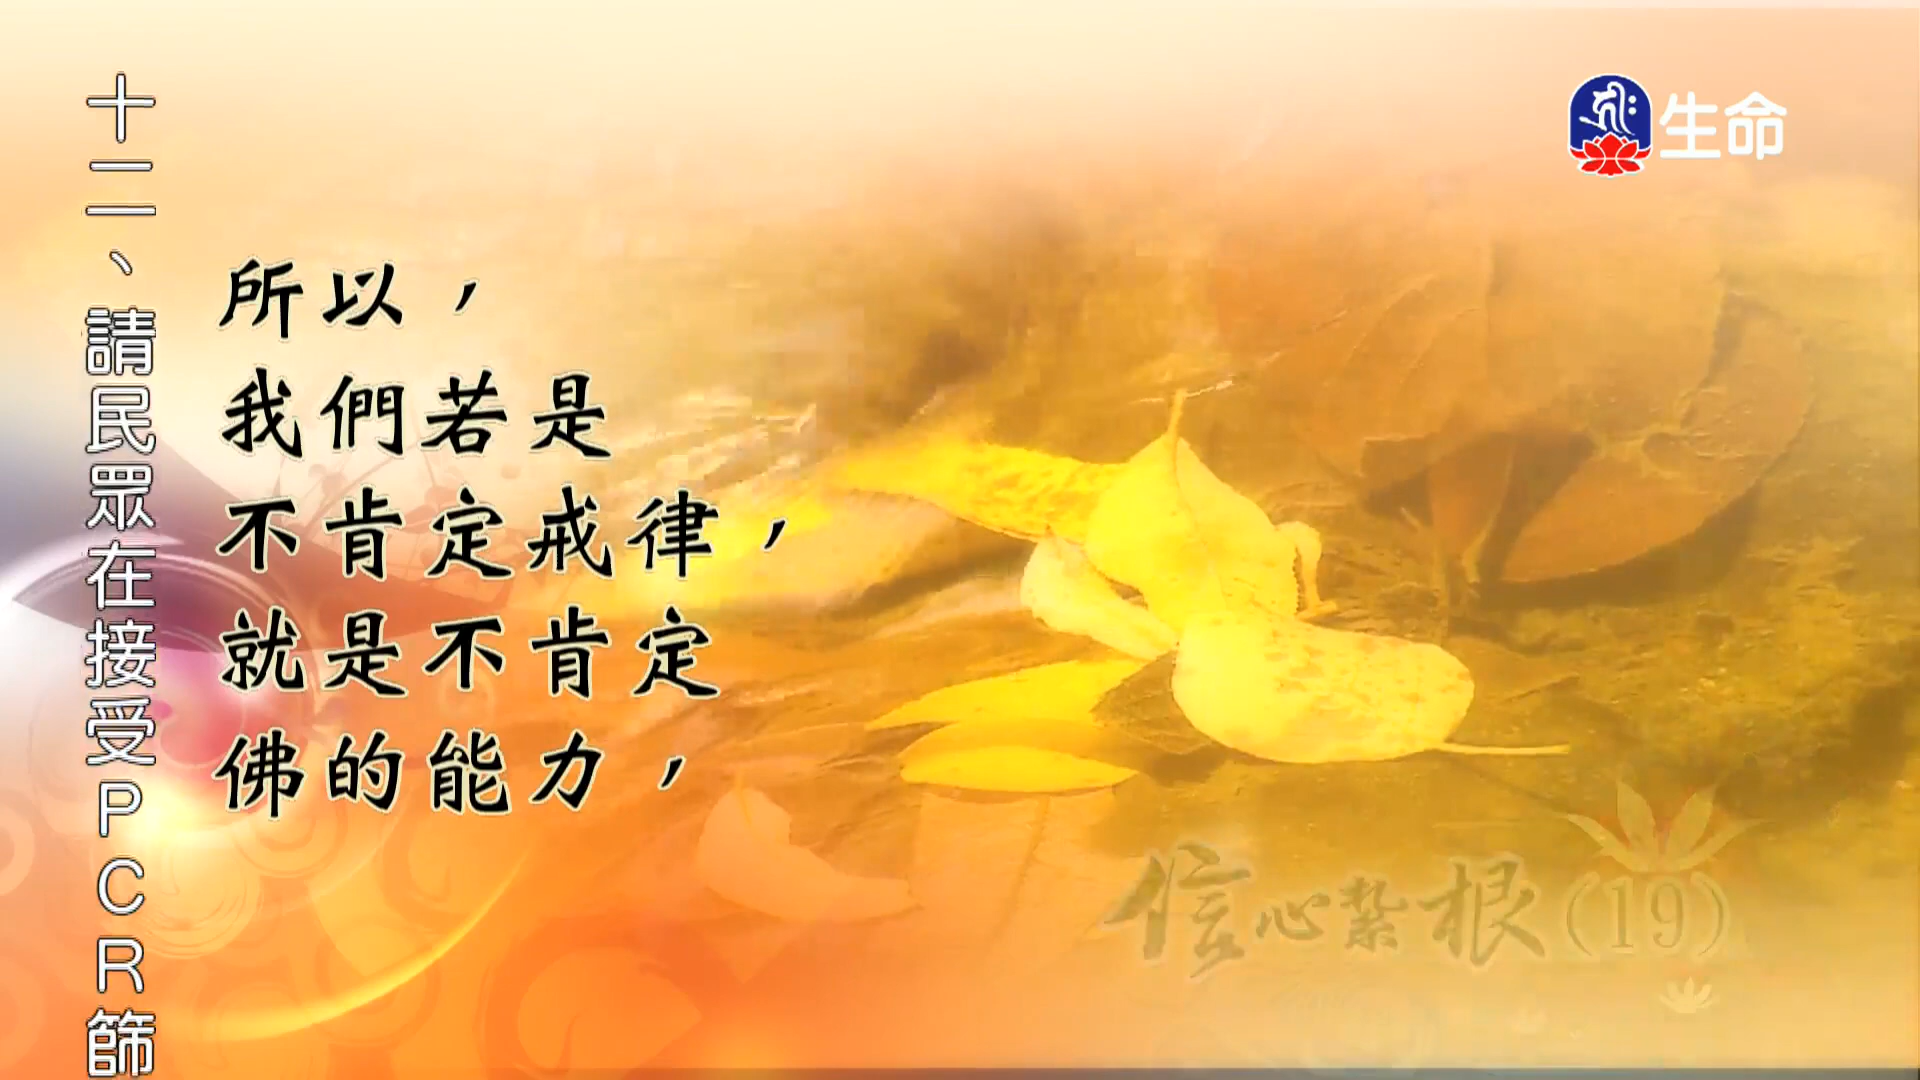 十二、請民眾在接受PCR篩
生命
所以，
我們若是
不肯定戒律，
就是不肯定
佛的能力，
信心紮根(19)